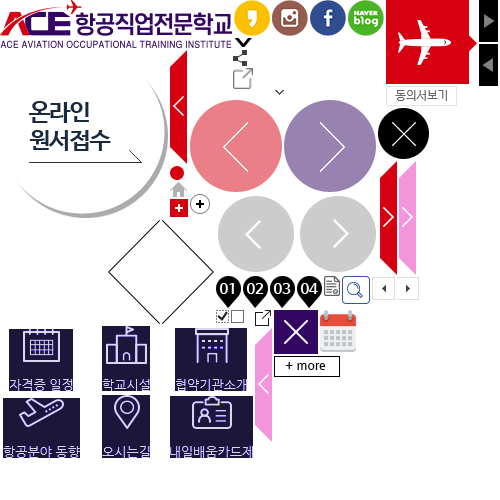 ACE 항공직업전문학교
ACE AVIATION OCCUPATIONAL TRAINING INSTITUTE
NAVER
blog
f
동의서보기
온라인
원서접수
01 02 03 04
+ more
자격증 일정
학교시설
협약기관소개
항공분야 동향
오시는길
내일배움카드제